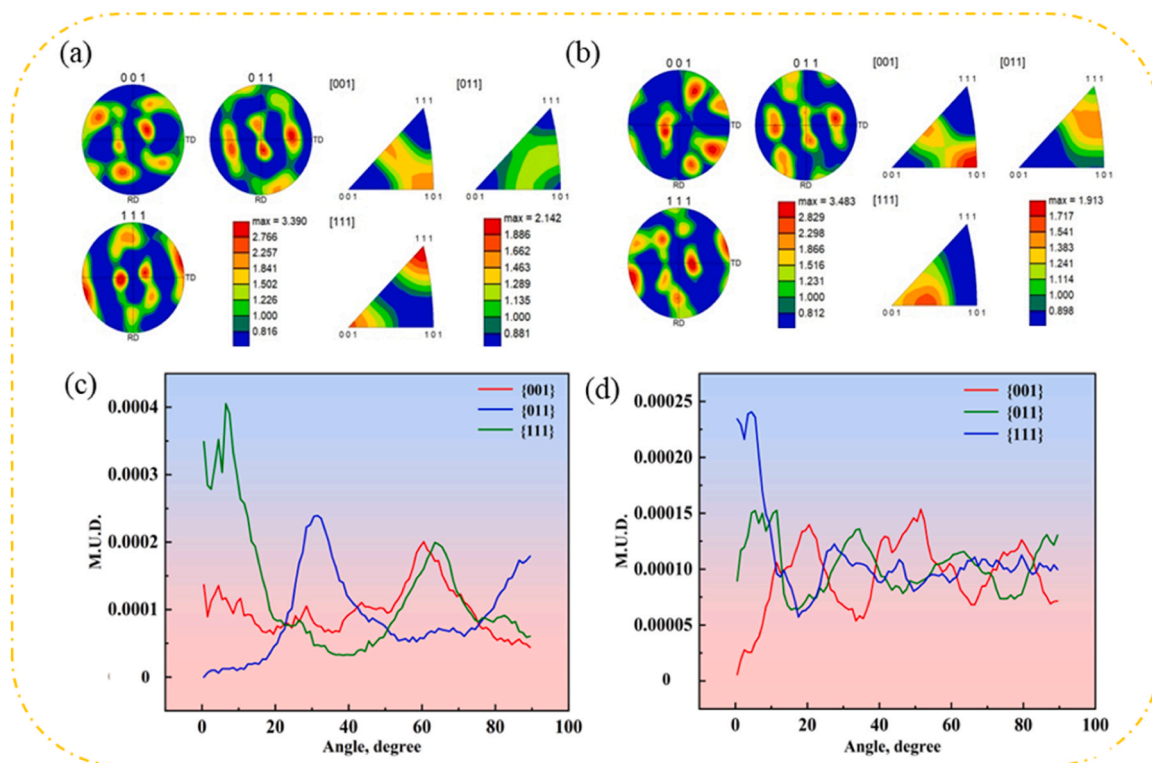 (a)
0 0 1
0 1 1
[001]
[011]
1 1 1
1 1 1
TD
TD
RD
RD
0 0 1
1 0 1
0 0 1
1 0 1
1 1 1
TD
RD
max = 3.390
2.766
2.257
1.841
1.502
1.226
1.000
0.816
[111]
1 1 1
0 0 1
1 0 1
max = 2.142
1.886
1.662
1.463
1.289
1.135
1.000
0.881
(b)
0 0 1
0 1 1
[001]
[011]
1 1 1
1 1 1
TD
TD
RD
RD
0 0 1
1 0 1
0 0 1
1 0 1
1 1 1
TD
RD
max = 3.483
2.829
2.298
1.866
1.516
1.231
1.000
0.812
[111]
1 1 1
0 0 1
1 0 1
max = 1.913
1.717
1.541
1.383
1.241
1.114
1.000
0.898
(c)
{001}
{011}
{111}
M.U.D.
0.0004
0.0003
0.0002
0.0001
0
0 20 40 60 80 100
Angle, degree
(d)
{001}
{011}
{111}
M.U.D.
0.00025
0.00020
0.00015
0.00010
0.00005
0
0 20 40 60 80 100
Angle, degree